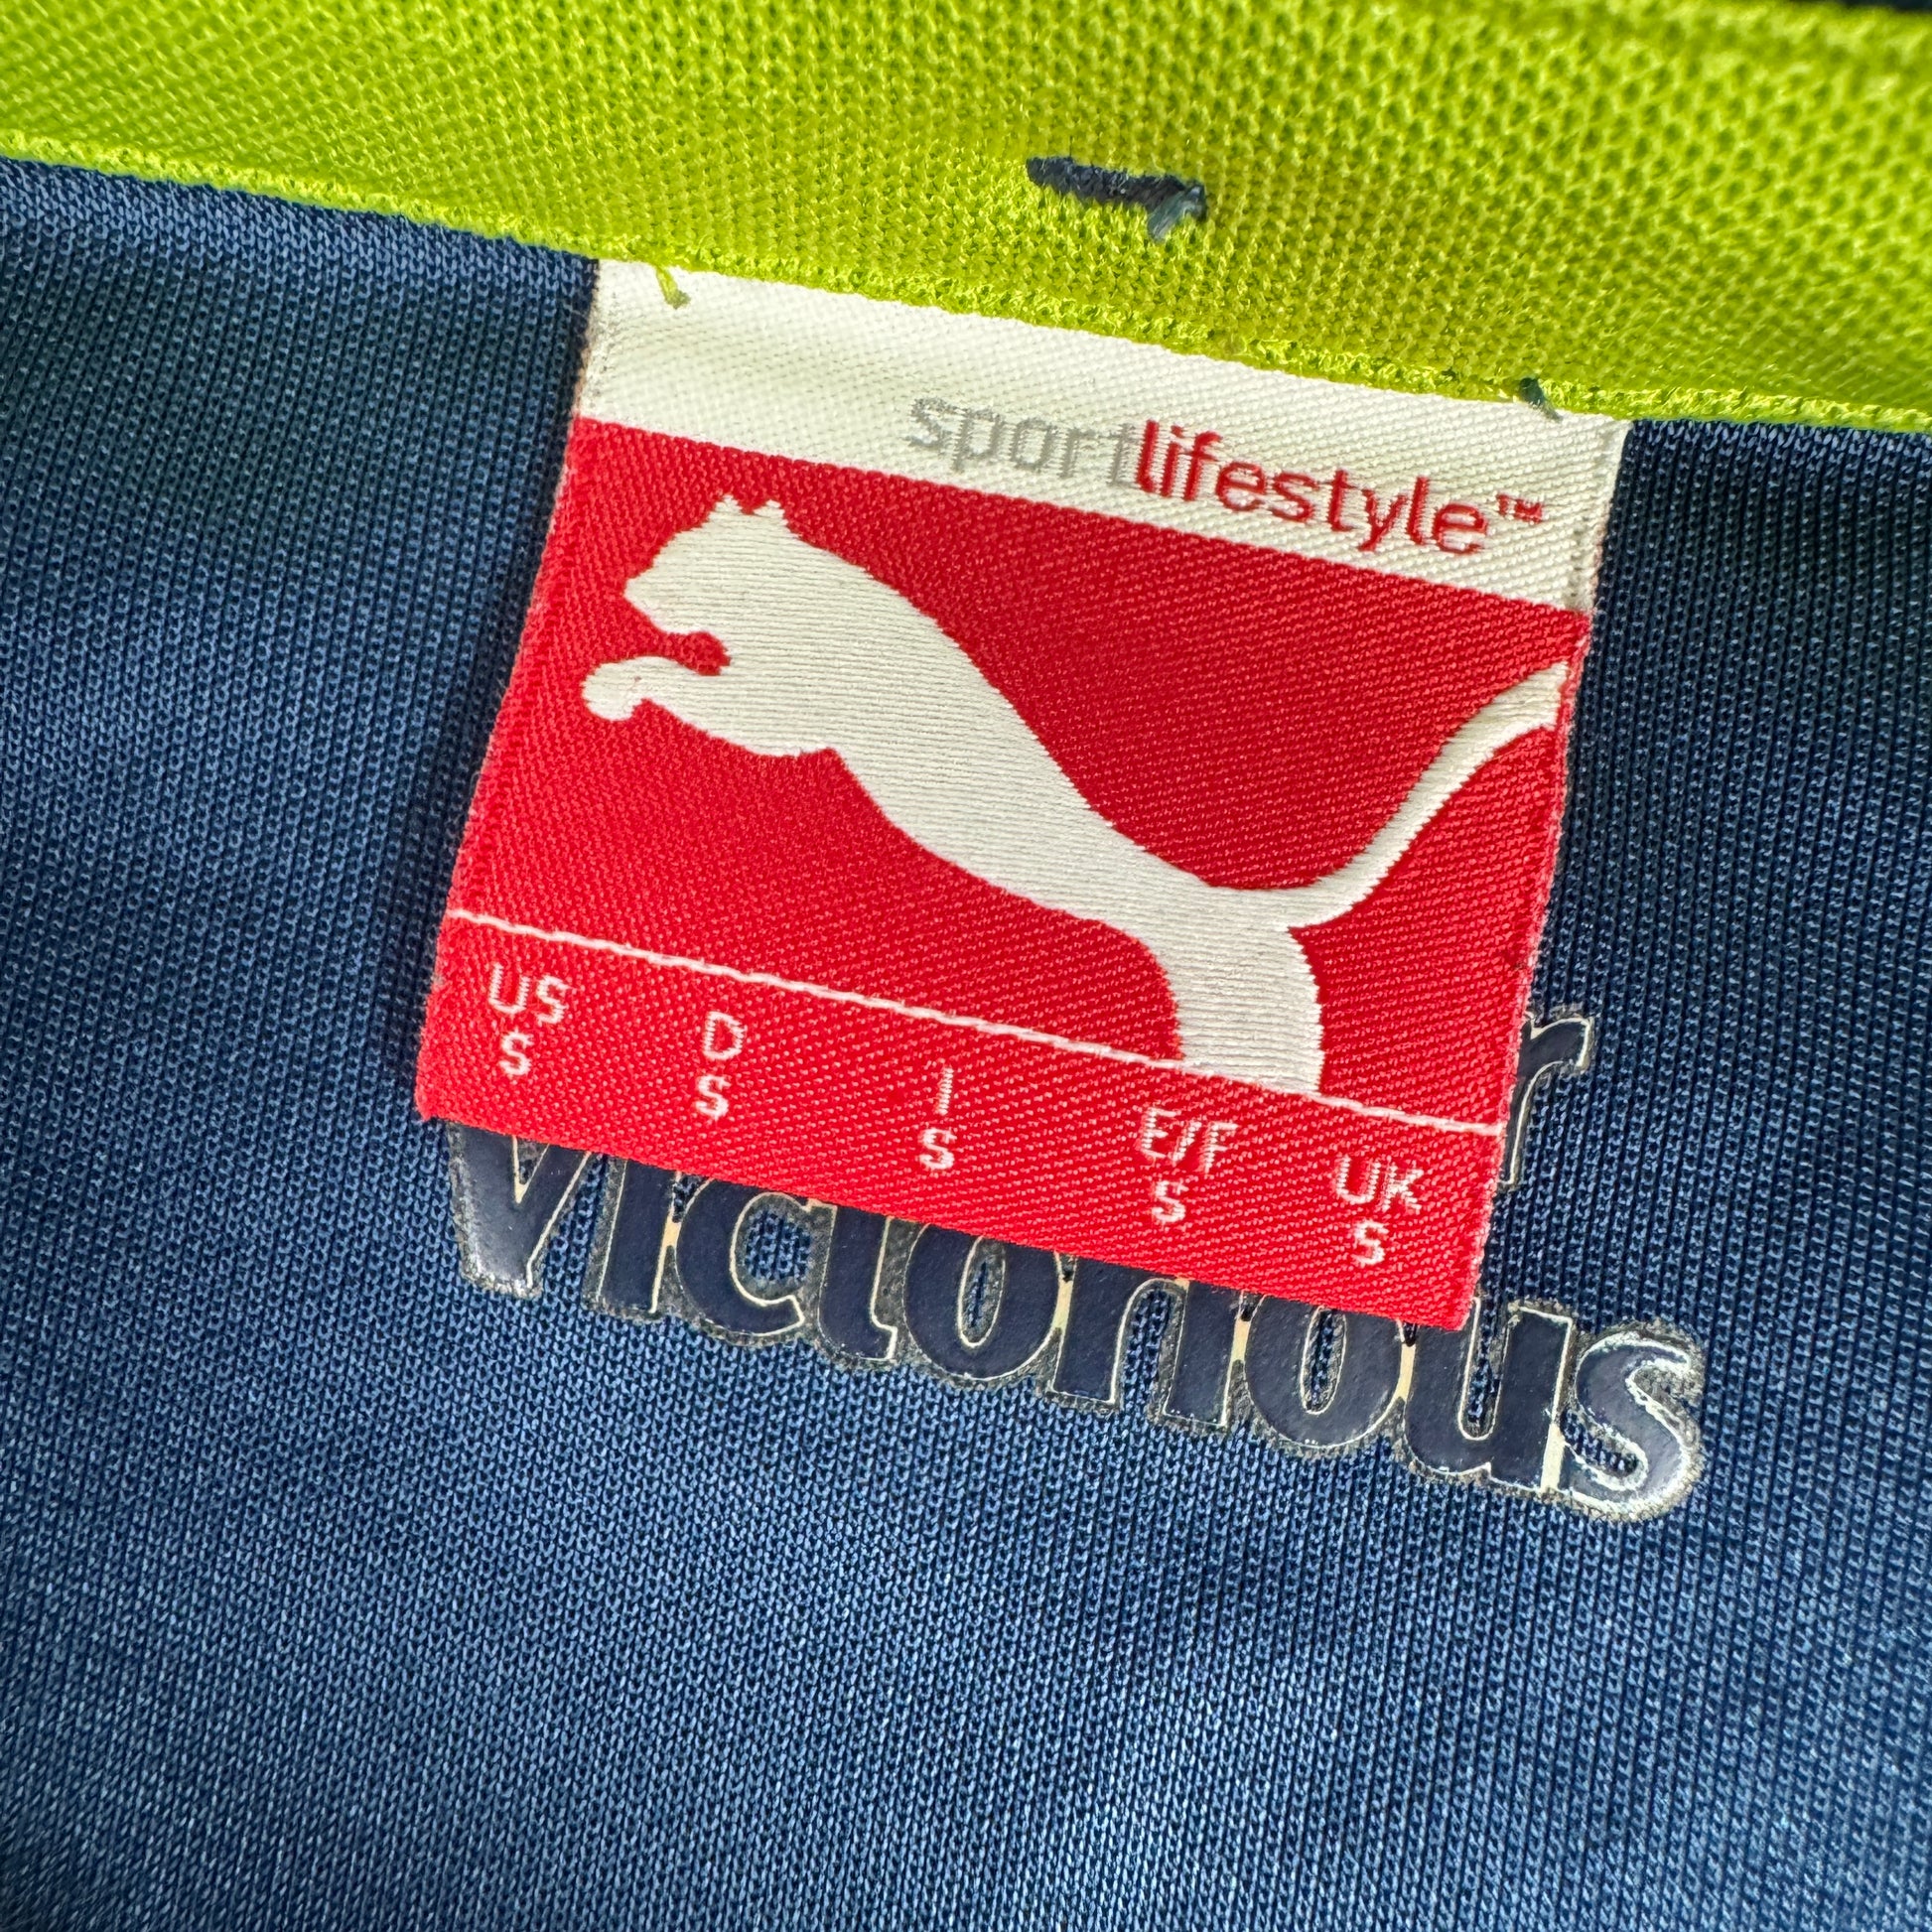 sportlifestyle™
US D I E/F UK
S S S S S
Victorious